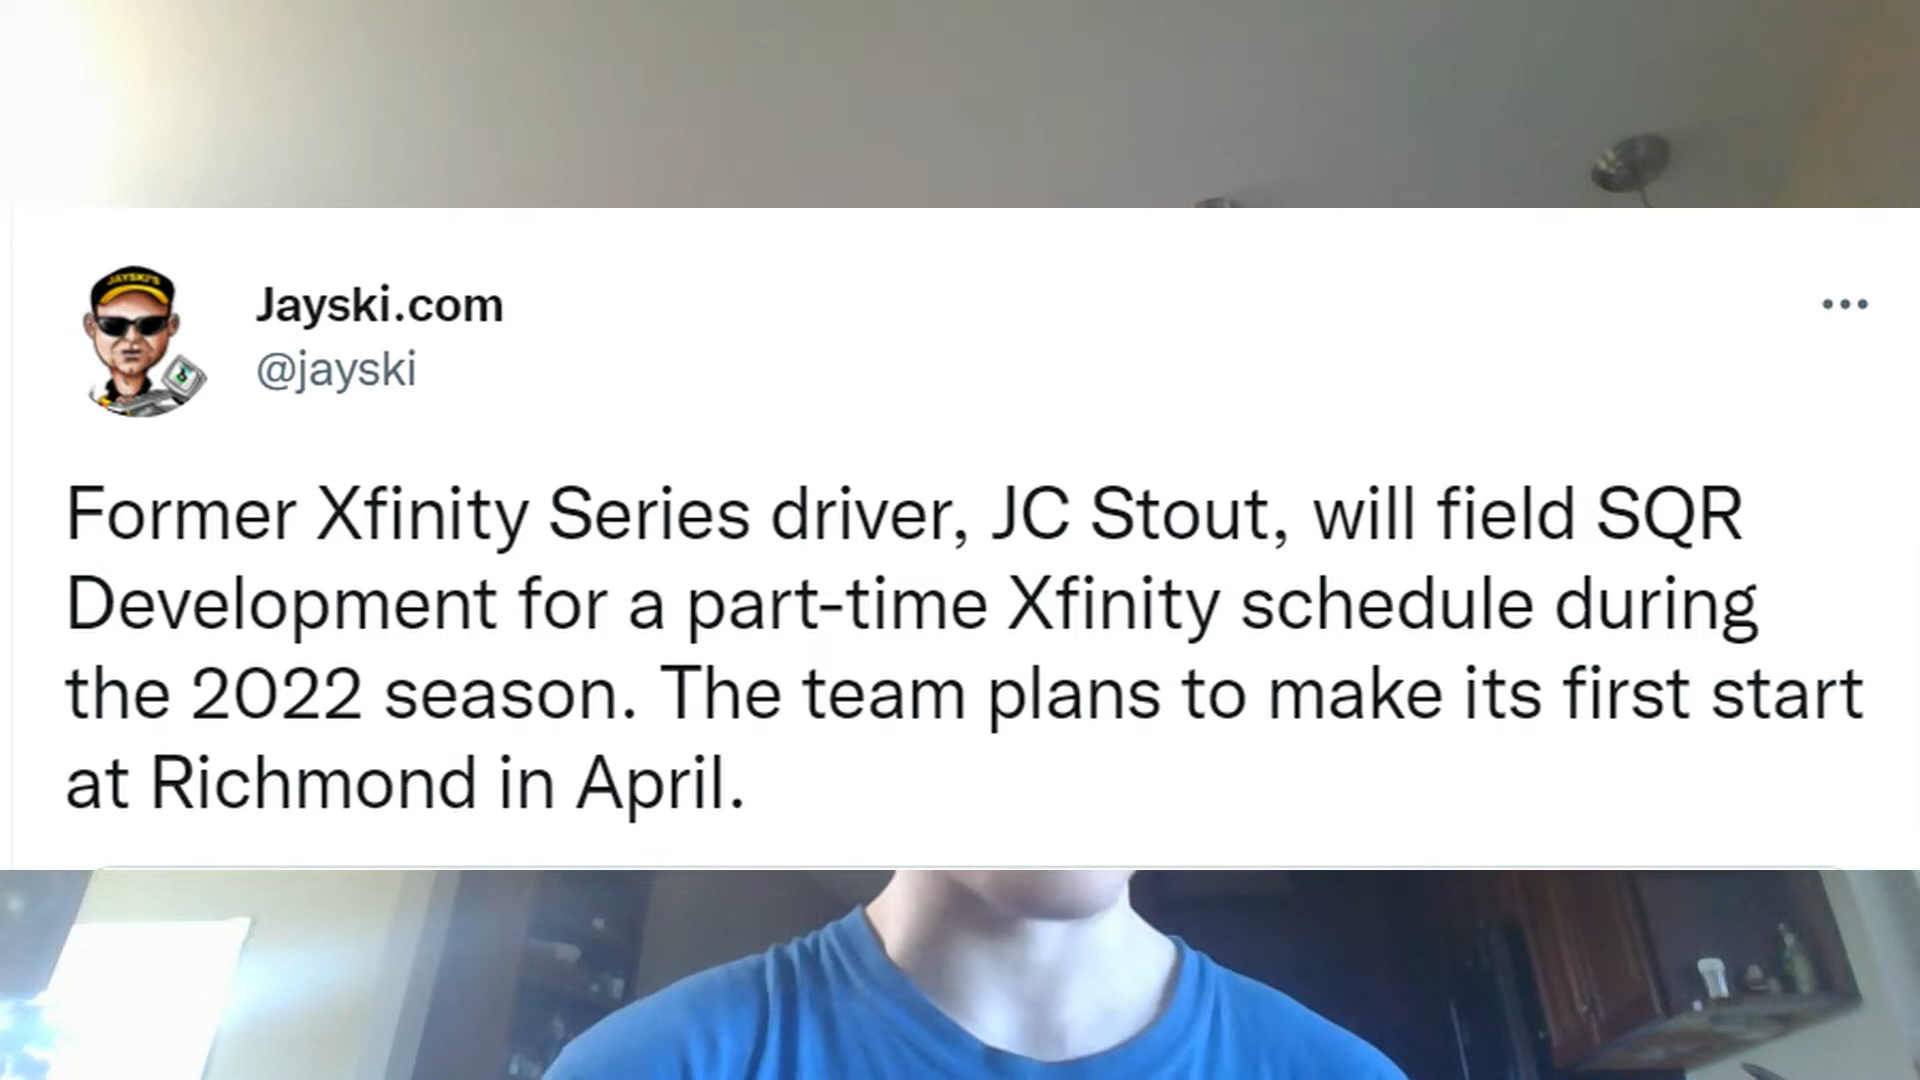 JAYSKI'S
Jayski.com
@jayski
Former Xfinity Series driver, JC Stout, will field SQR
Development for a part-time Xfinity schedule during
the 2022 season. The team plans to make its first start
at Richmond in April.